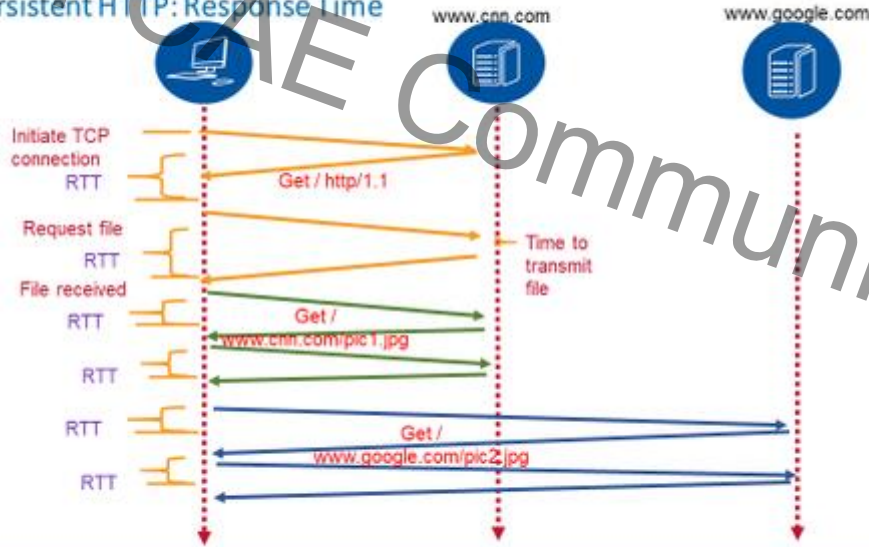 rsistent HTTP: Response Time
www.cnn.com
www.google.com
CAE Communi
Initiate TCP
connection
RTT
Get / http/1.1
Request file
RTT
Time to
transmit
file
File received
RTT
Get /
www.cnn.com/pic1.jpg
RTT
RTT
Get /
www.google.com/pic2.jpg
RTT